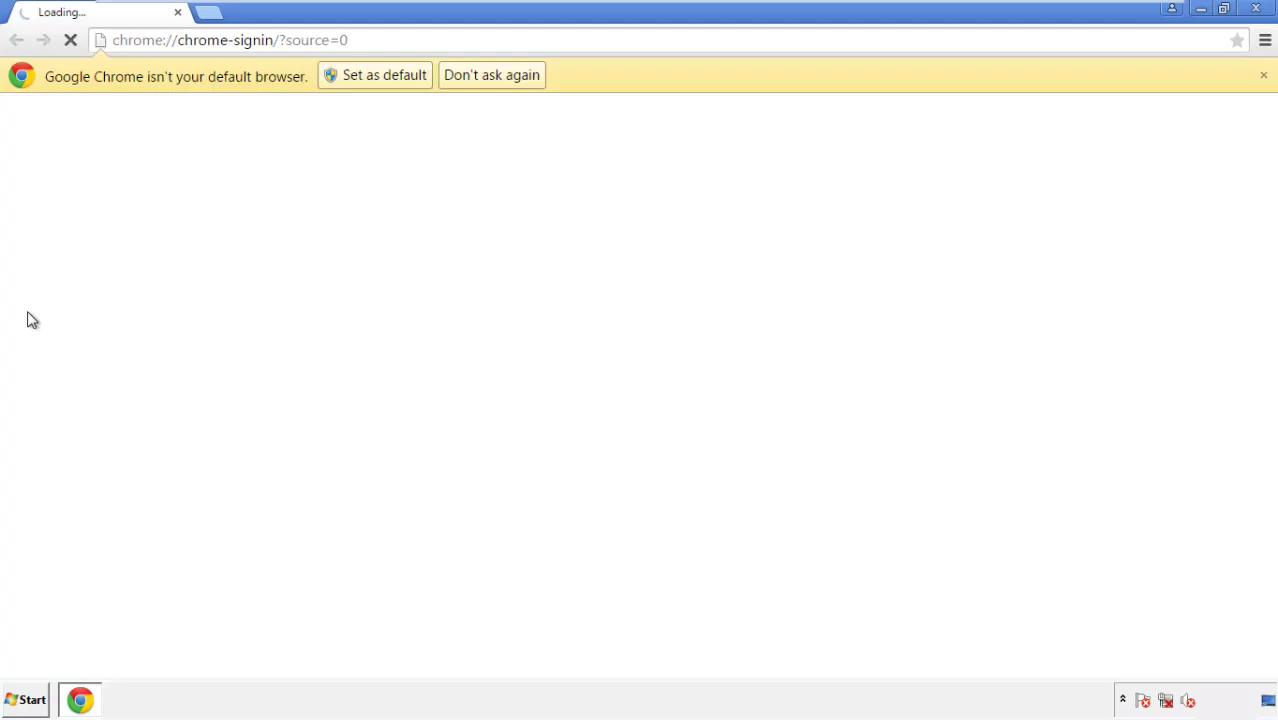 Loading...
chrome://chrome-signin/?source=0
Google Chrome isn't your default browser. Set as default Don't ask again
Start